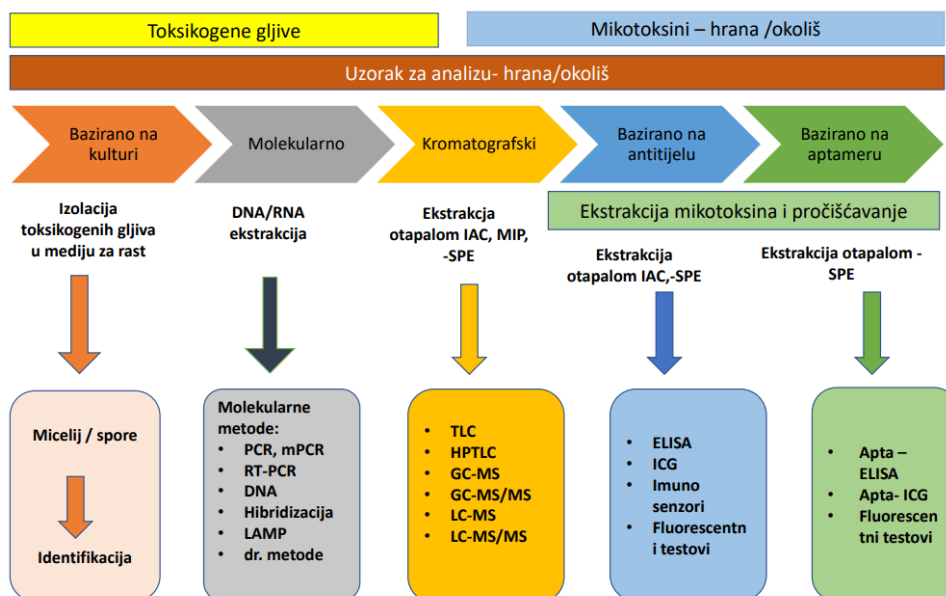 Toksikogene gljive
Mikotoksini – hrana /okoliš
Uzorak za analizu- hrana/okoliš
Bazirano na
kulturi
Molekularno
Kromatografski
Bazirano na
antitijelu
Bazirano na
aptameru
Izolacija
toksikogenih gljiva
u mediju za rast
DNA/RNA
ekstrakcija
Ekstrakcja
otapalom IAC, MIP,
-SPE
Ekstrakcija mikotoksina i pročišćavanje
Ekstrakcija
otapalom IAC,-SPE
Ekstrakcija otapalom -
SPE
Micelij / spore
Identifikacija
Molekularne
metode:
• PCR, mPCR
• RT-PCR
• DNA
• Hibridizacija
• LAMP
• dr. metode
• TLC
• HPTLC
• GC-MS
• GC-MS/MS
• LC-MS
• LC-MS/MS
• ELISA
• ICG
• Imuno
senzori
• Fluorescentn
i testovi
• Apta –
ELISA
• Apta- ICG
• Fluorescen
tni testovi